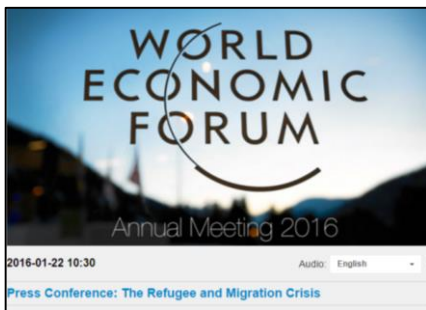 WORLD
ECONOMIC
FORUM
Annual Meeting 2016
2016-01-22 10:30 Audio: English
Press Conference: The Refugee and Migration Crisis